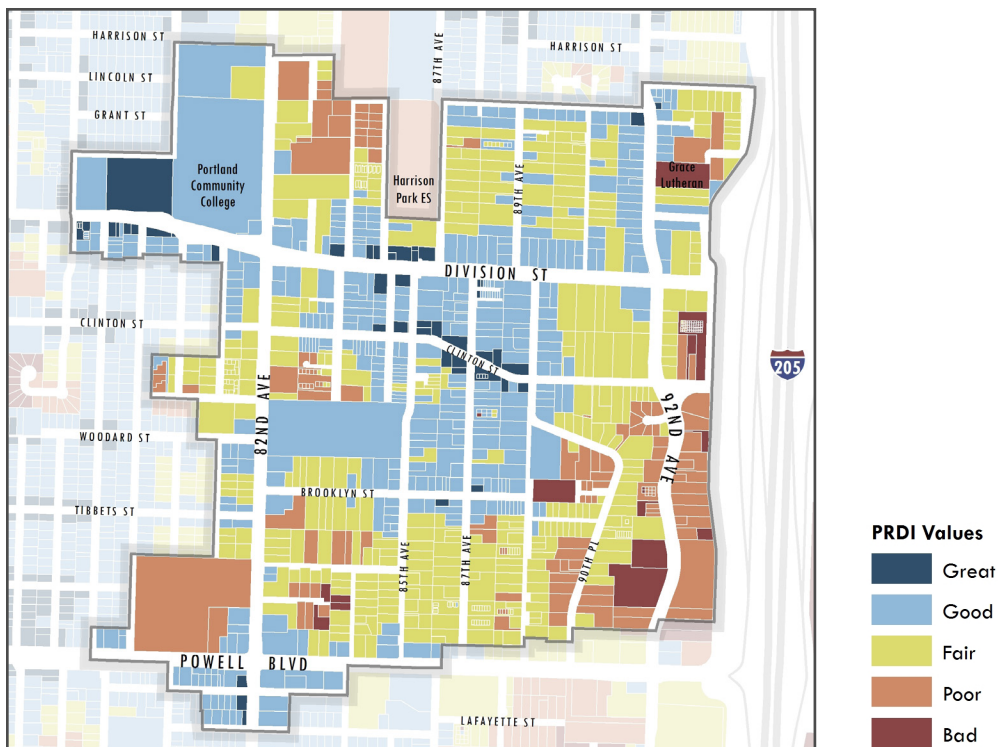 HARRISON ST
87TH AVE
HARRISON ST
LINCOLN ST
GRANT ST
Portland
Community
College
Harrison
Park ES
89TH AVE
Grace
Lutheran
DIVISION ST
CLINTON ST
CLINTON ST
205
82ND AVE
92ND AVE
WOODARD ST
BROOKLYN ST
TIBBETS ST
85TH AVE
87TH AVE
90TH PL
POWELL BLVD
LAFAYETTE ST
PRDI Values
Great
Good
Fair
Poor
Bad